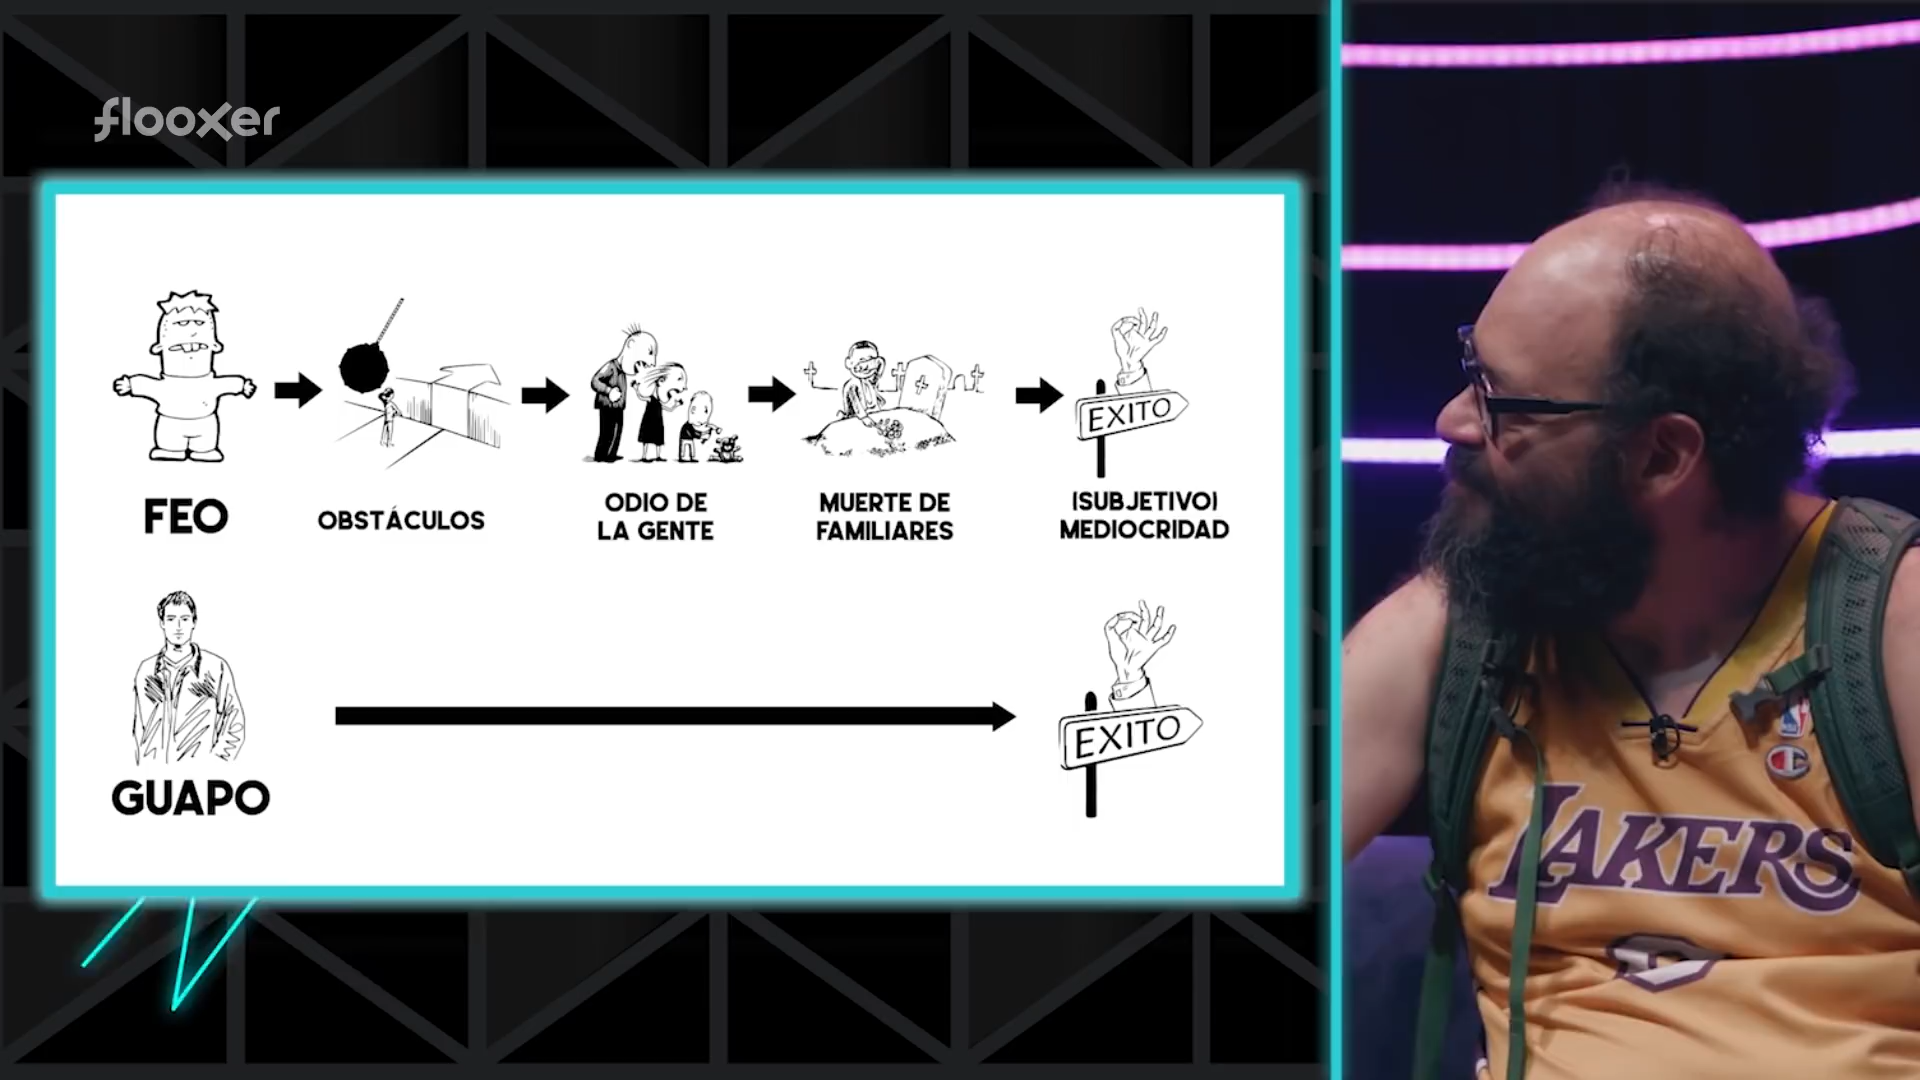 flooxer
EXITO
FEO
OBSTÁCULOS
ODIO DE
LA GENTE
MUERTE DE
FAMILIARES
(SUBJETIVO)
MEDIOCRIDAD
EXITO
GUAPO
LAKERS